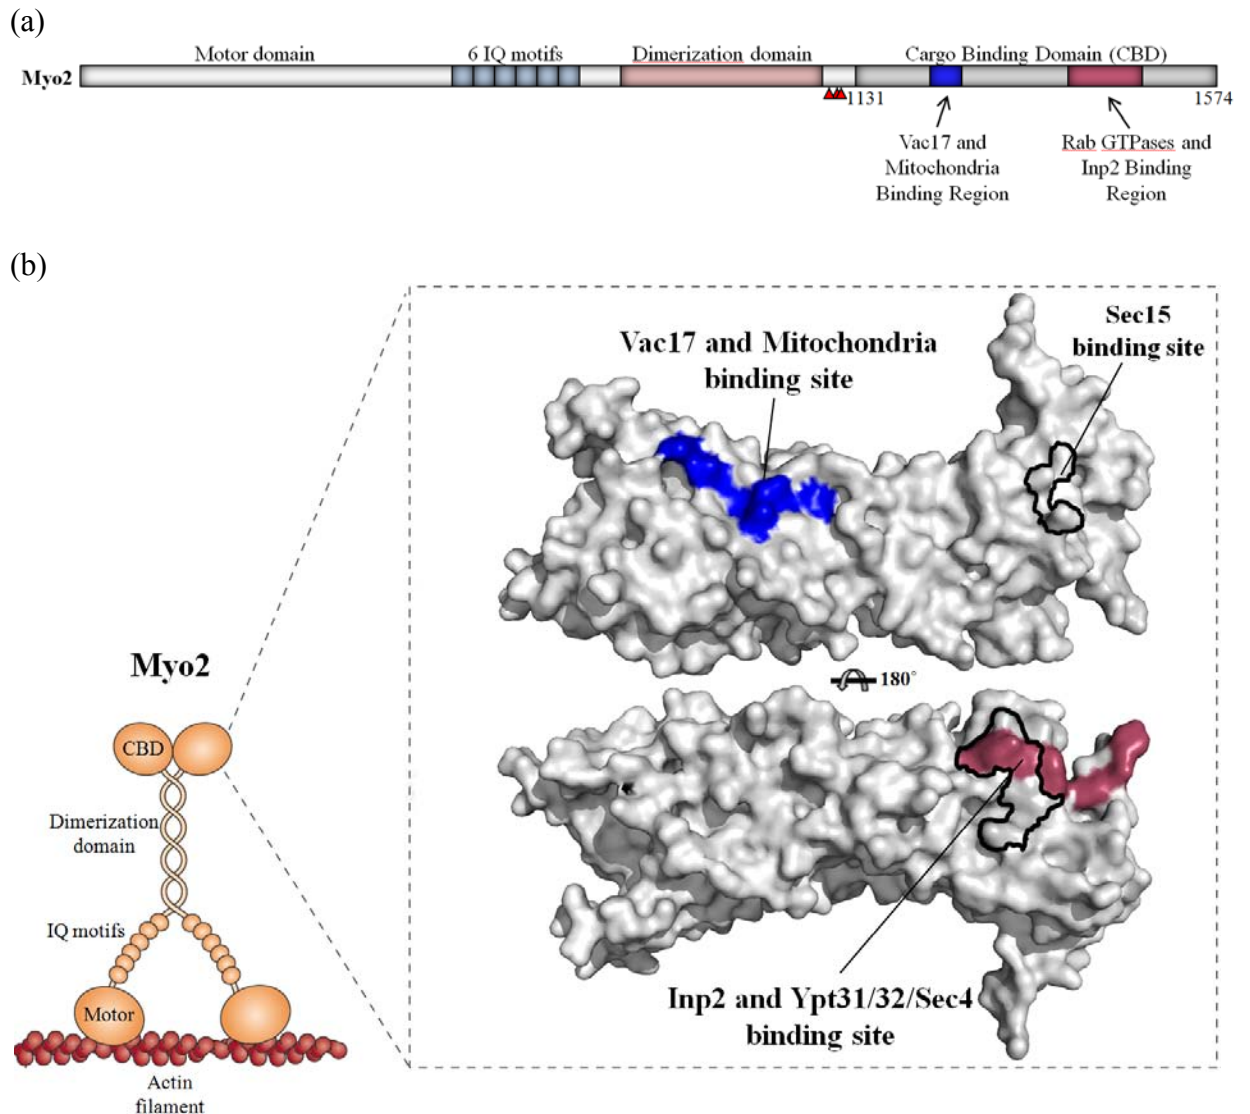 (a)
Motor domain
6 IQ motifs
Dimerization domain
Cargo Binding Domain (CBD)
Myo2
1131
1574
Vac17 and
Mitochondria
Binding Region
Rab GTPases and
Inp2 Binding
Region
(b)
Vac17 and Mitochondria
binding site
Sec15
binding site
180°
Myo2
CBD
Dimerization
domain
IQ motifs
Motor
Actin
filament
Inp2 and Ypt31/32/Sec4
binding site